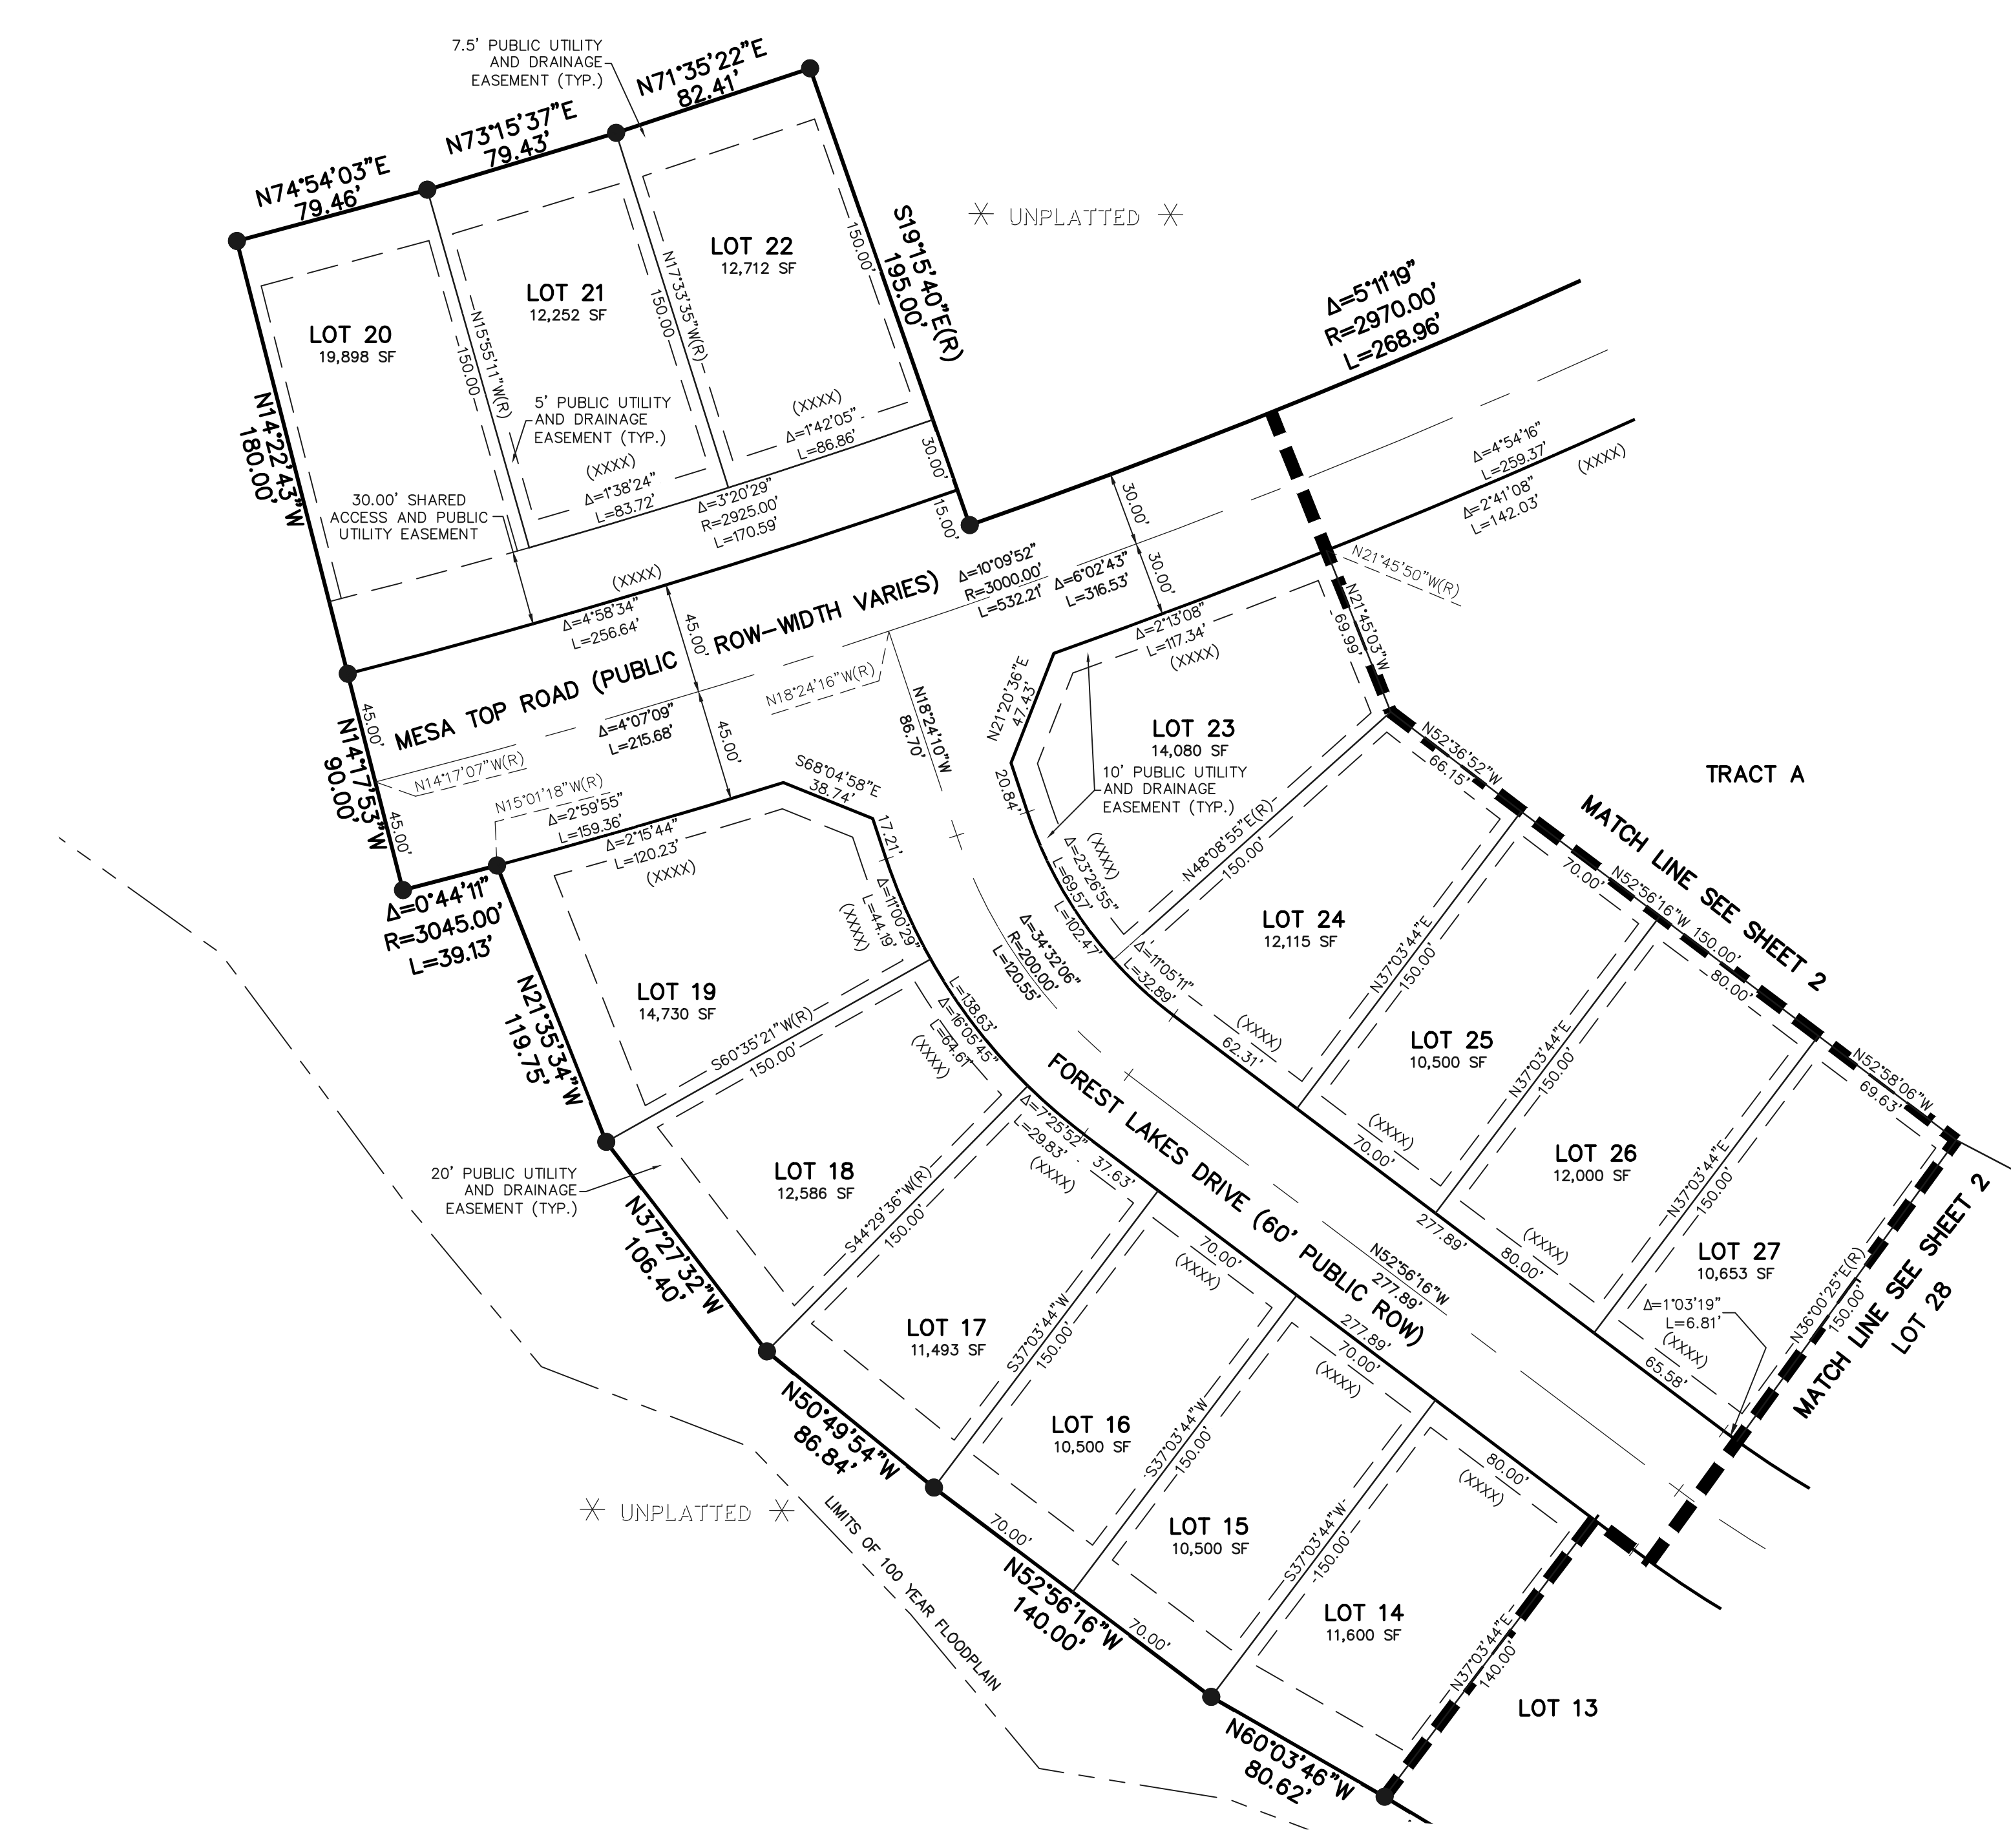 7.5' PUBLIC UTILITY
AND DRAINAGE
EASEMENT (TYP.)
N71°35'22"E
82.41'
N73°15'37"E
79.43'
N74°54'03"E
79.46'
S19°15'40"E(R)
195.00'
✳ UNPLATTED ✳
LOT 22
12,712 SF
150.00'
N17°33'35"W(R)
150.00
LOT 21
12,252 SF
N15°55'11"W(R)
150.00
LOT 20
19,898 SF
N14°22'43"W
180.00'
5' PUBLIC UTILITY
AND DRAINAGE
EASEMENT (TYP.)
(XXXX)
Δ=1°42'05"
L=86.86'
(XXXX)
Δ=1°38'24"
L=83.72'
Δ=3°20'29"
R=2925.00'
L=170.59'
30.00'
15.00'
30.00' SHARED
ACCESS AND PUBLIC
UTILITY EASEMENT
(XXXX)
Δ=4°58'34"
L=256.64'
Δ=5°11'19"
R=2970.00'
L=268.96'
Δ=4°54'16"
L=259.37'
(XXXX)
Δ=2°41'08"
L=142.03'
30.00'
30.00'
N21°45'50"W(R)
N21°45'03"W
69.99'
Δ=10°09'52"
R=3000.00'
L=532.21'
Δ=6°02'43"
L=316.53'
MESA TOP ROAD (PUBLIC ROW-WIDTH VARIES)
45.00'
45.00'
Δ=4°07'09"
L=215.68'
N18°24'16"W(R)
N18°24'10"W
86.70'
45.00'
45.00'
N14°17'53"W
90.00'
N14°17'07"W(R)
N15°01'18"W(R)
Δ=2°59'55"
L=159.36'
Δ=2°15'44"
L=120.23'
(XXXX)
Δ=0°44'11"
R=3045.00'
L=39.13'
S68°04'58"E
38.74'
17.21'
Δ=11°00'29"
L=44.19'
(XXXX)
Δ=2°13'08"
L=117.34'
(XXXX)
N21°20'36"E
47.43'
20.84'
LOT 23
14,080 SF
10' PUBLIC UTILITY
AND DRAINAGE
EASEMENT (TYP.)
(XXXX)
Δ=23°26'55"
L=69.57'
L=102.47'
N48°08'55"E(R)
150.00'
Δ=34°32'06"
R=200.00'
L=120.55'
Δ=11°05'11"
L=32.89'
N52°36'52"W
66.15'
TRACT A
MATCH LINE SEE SHEET 2
70.00'
N52°56'16"W 150.00'
80.00'
N52°58'06"W
69.63'
LOT 24
12,115 SF
(XXXX)
62.31'
N37°03'44"E
150.00'
LOT 25
10,500 SF
(XXXX)
70.00'
N37°03'44"E
150.00'
LOT 26
12,000 SF
(XXXX)
80.00'
277.89'
N37°03'44"E
150.00'
LOT 27
10,653 SF
Δ=1°03'19"
L=6.81'
(XXXX)
65.58'
N36°00'25"E(R)
150.00'
MATCH LINE SEE SHEET 2
LOT 28
LOT 19
14,730 SF
N21°35'34"W
119.75'
S60°35'21"W(R)
150.00'
L=138.63'
Δ=16°05'45"
L=64.61'
(XXXX)
FOREST LAKES DRIVE (60' PUBLIC ROW)
N52°56'16"W
277.89'
20' PUBLIC UTILITY
AND DRAINAGE
EASEMENT (TYP.)
LOT 18
12,586 SF
N37°27'32"W
106.40'
S44°29'36"W(R)
150.00'
Δ=7°25'52"
L=29.83'
(XXXX)
37.63'
LOT 17
11,493 SF
N50°49'54"W
86.84'
S37°03'44"W
150.00'
70.00'
(XXXX)
LOT 16
10,500 SF
70.00'
S37°03'44"W
150.00'
277.89'
70.00'
(XXXX)
LOT 15
10,500 SF
N52°56'16"W
140.00'
70.00'
S37°03'44"W
150.00'
80.00'
(XXXX)
LOT 14
11,600 SF
N60°03'46"W
80.62'
N37°03'44"E
140.00'
LOT 13
✳ UNPLATTED ✳
LIMITS OF 100 YEAR FLOODPLAIN